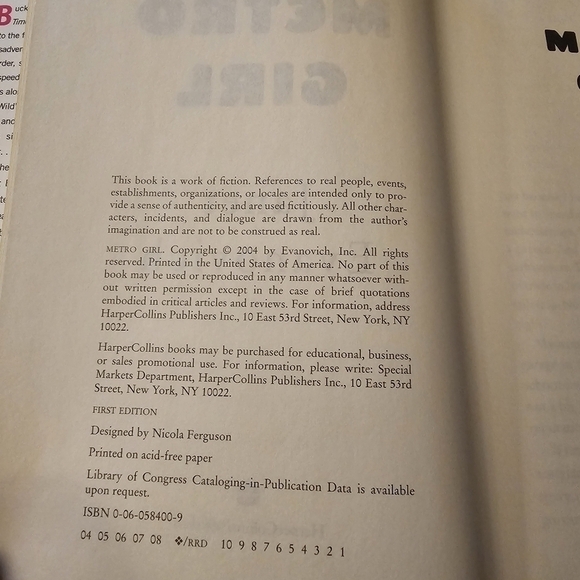 Buck
Time
to the f
speed
Wild'
and
METRO
GIRL
M
This book is a work of fiction. References to real people, events,
establishments, organizations, or locales are intended only to pro-
vide a sense of authenticity, and are used fictitiously. All other char-
acters, incidents, and dialogue are drawn from the author's
imagination and are not to be construed as real.
METRO GIRL. Copyright © 2004 by Evanovich, Inc. All rights
reserved. Printed in the United States of America. No part of this
book may be used or reproduced in any manner whatsoever with-
out written permission except in the case of brief quotations
embodied in critical articles and reviews. For information, address
HarperCollins Publishers Inc., 10 East 53rd Street, New York, NY
10022.
HarperCollins books may be purchased for educational, business,
or sales promotional use. For information, please write: Special
Markets Department, HarperCollins Publishers Inc., 10 East 53rd
Street, New York, NY 10022.
FIRST EDITION
Designed by Nicola Ferguson
Printed on acid-free paper
Library of Congress Cataloging-in-Publication Data is available
upon request.
ISBN 0-06-058400-9
04 05 06 07 08 ❖/RRD 10 9 8 7 6 5 4 3 2 1